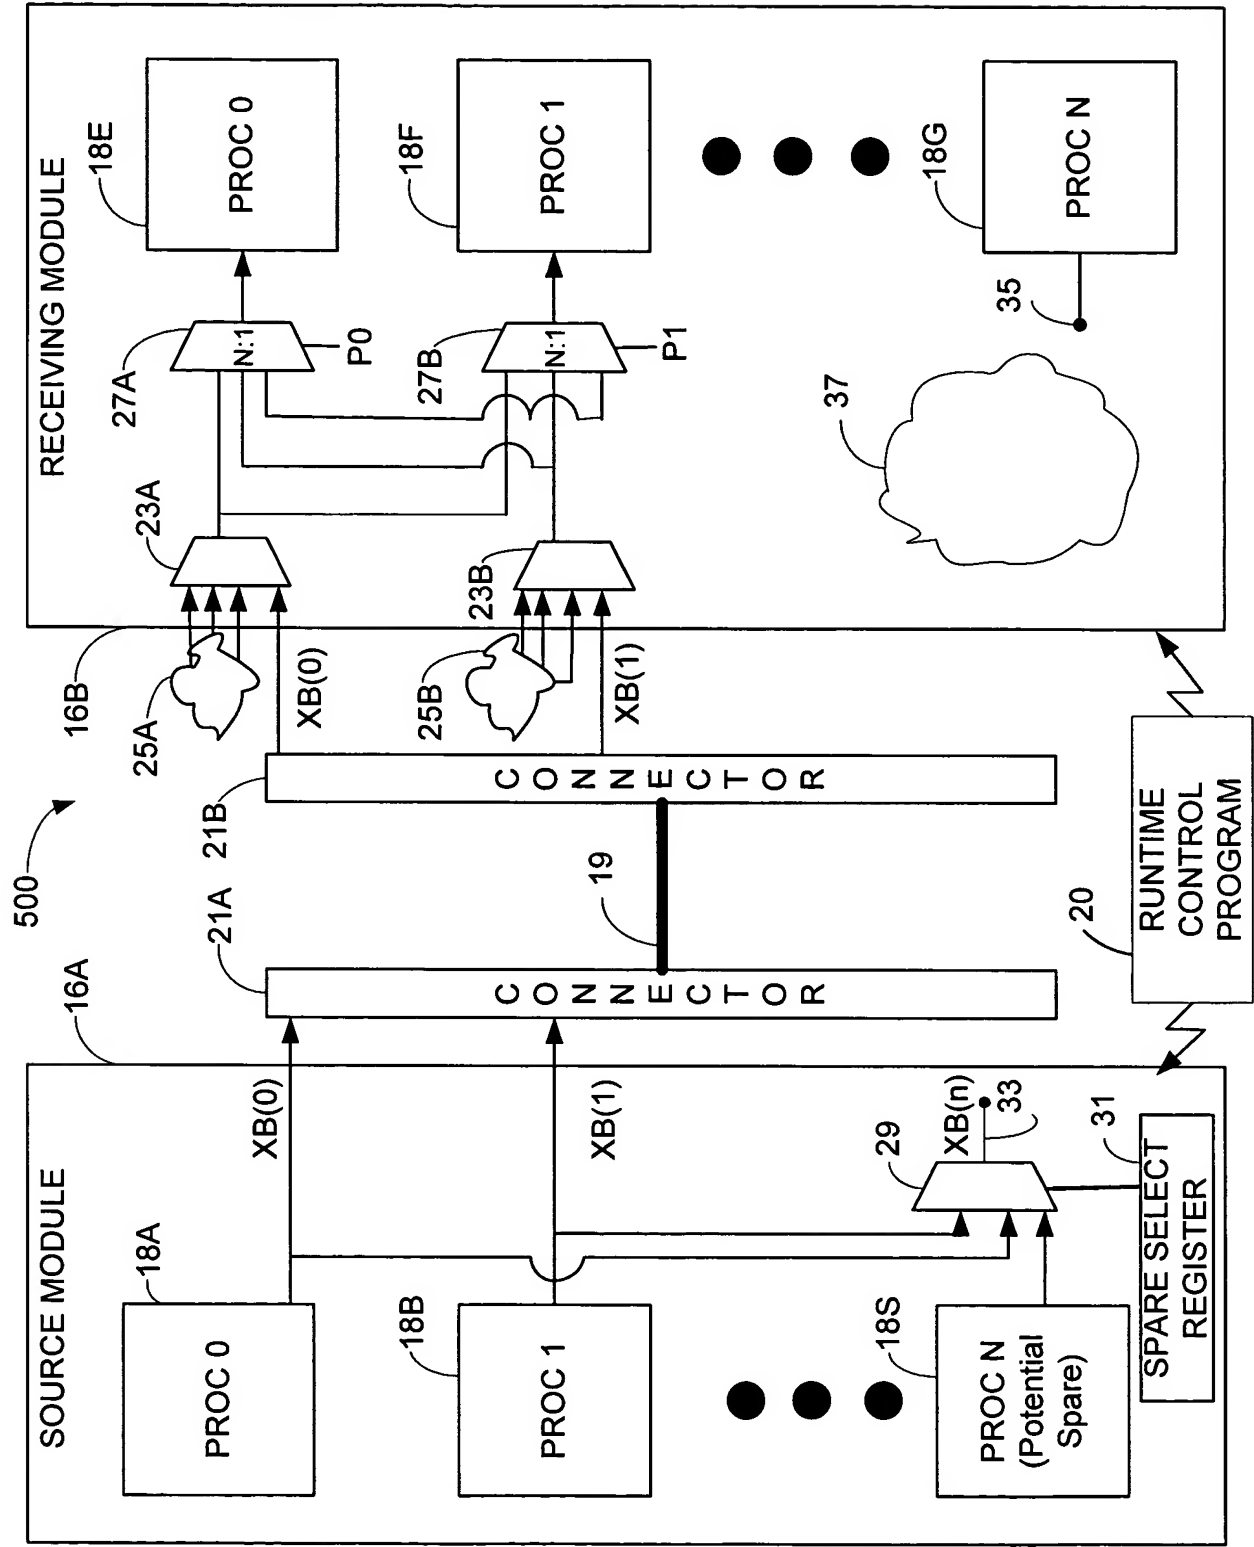 500
SOURCE MODULE
16A
PROC 0
18A
XB(0)
PROC 1
18B
XB(1)
PROC N
(Potential
Spare)
18S
29
XB(n)
33
31
SPARE SELECT
REGISTER
21A
CONNECTOR
19
21B
CONNECTOR
20
RUNTIME
CONTROL
PROGRAM
RECEIVING MODULE
16B
25A
XB(0)
23A
27A
N:1
P0
18E
PROC 0
25B
XB(1)
23B
27B
N:1
P1
18F
PROC 1
37
35
18G
PROC N